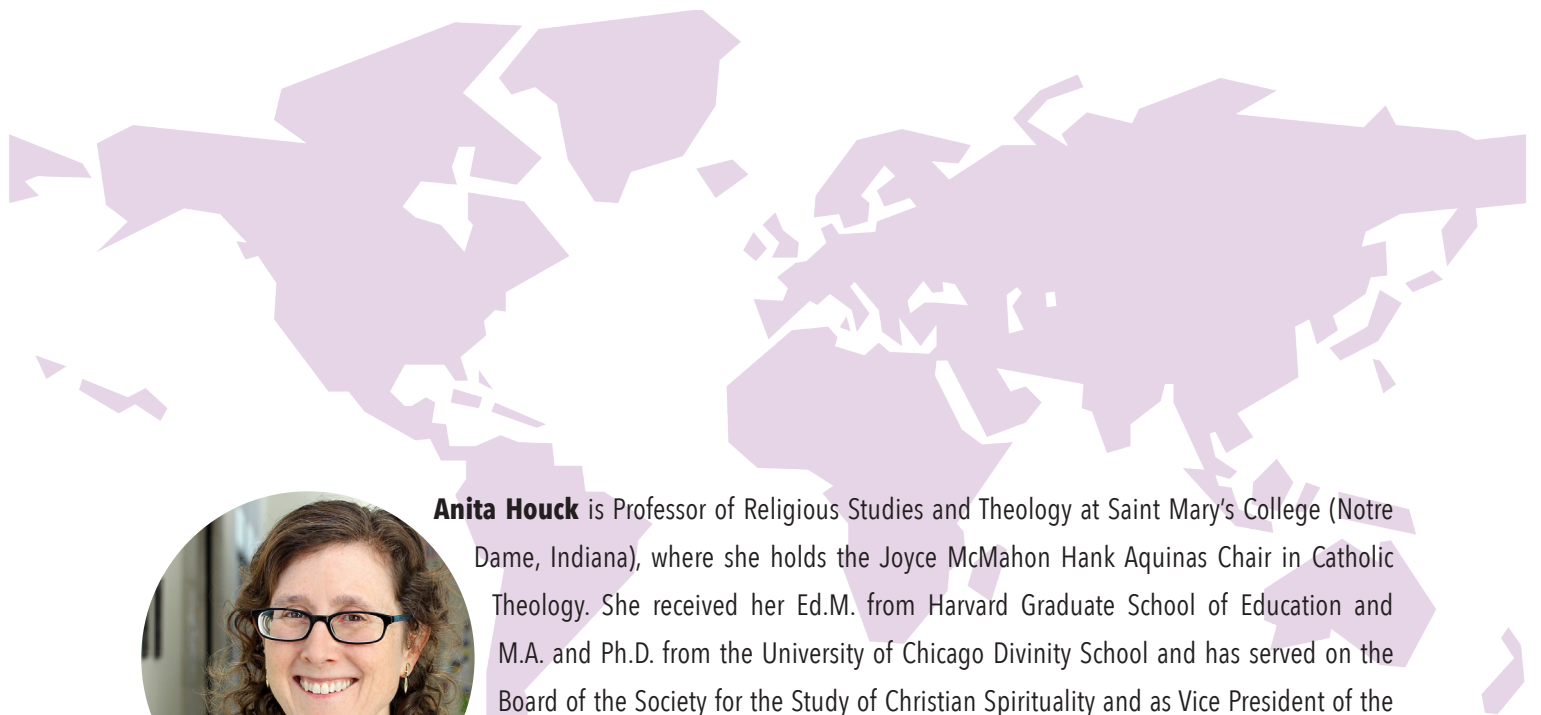 Anita Houck is Professor of Religious Studies and Theology at Saint Mary's College (Notre
Dame, Indiana), where she holds the Joyce McMahon Hank Aquinas Chair in Catholic
Theology. She received her Ed.M. from Harvard Graduate School of Education and
M.A. and Ph.D. from the University of Chicago Divinity School and has served on the
Board of the Society for the Study of Christian Spirituality and as Vice President of the